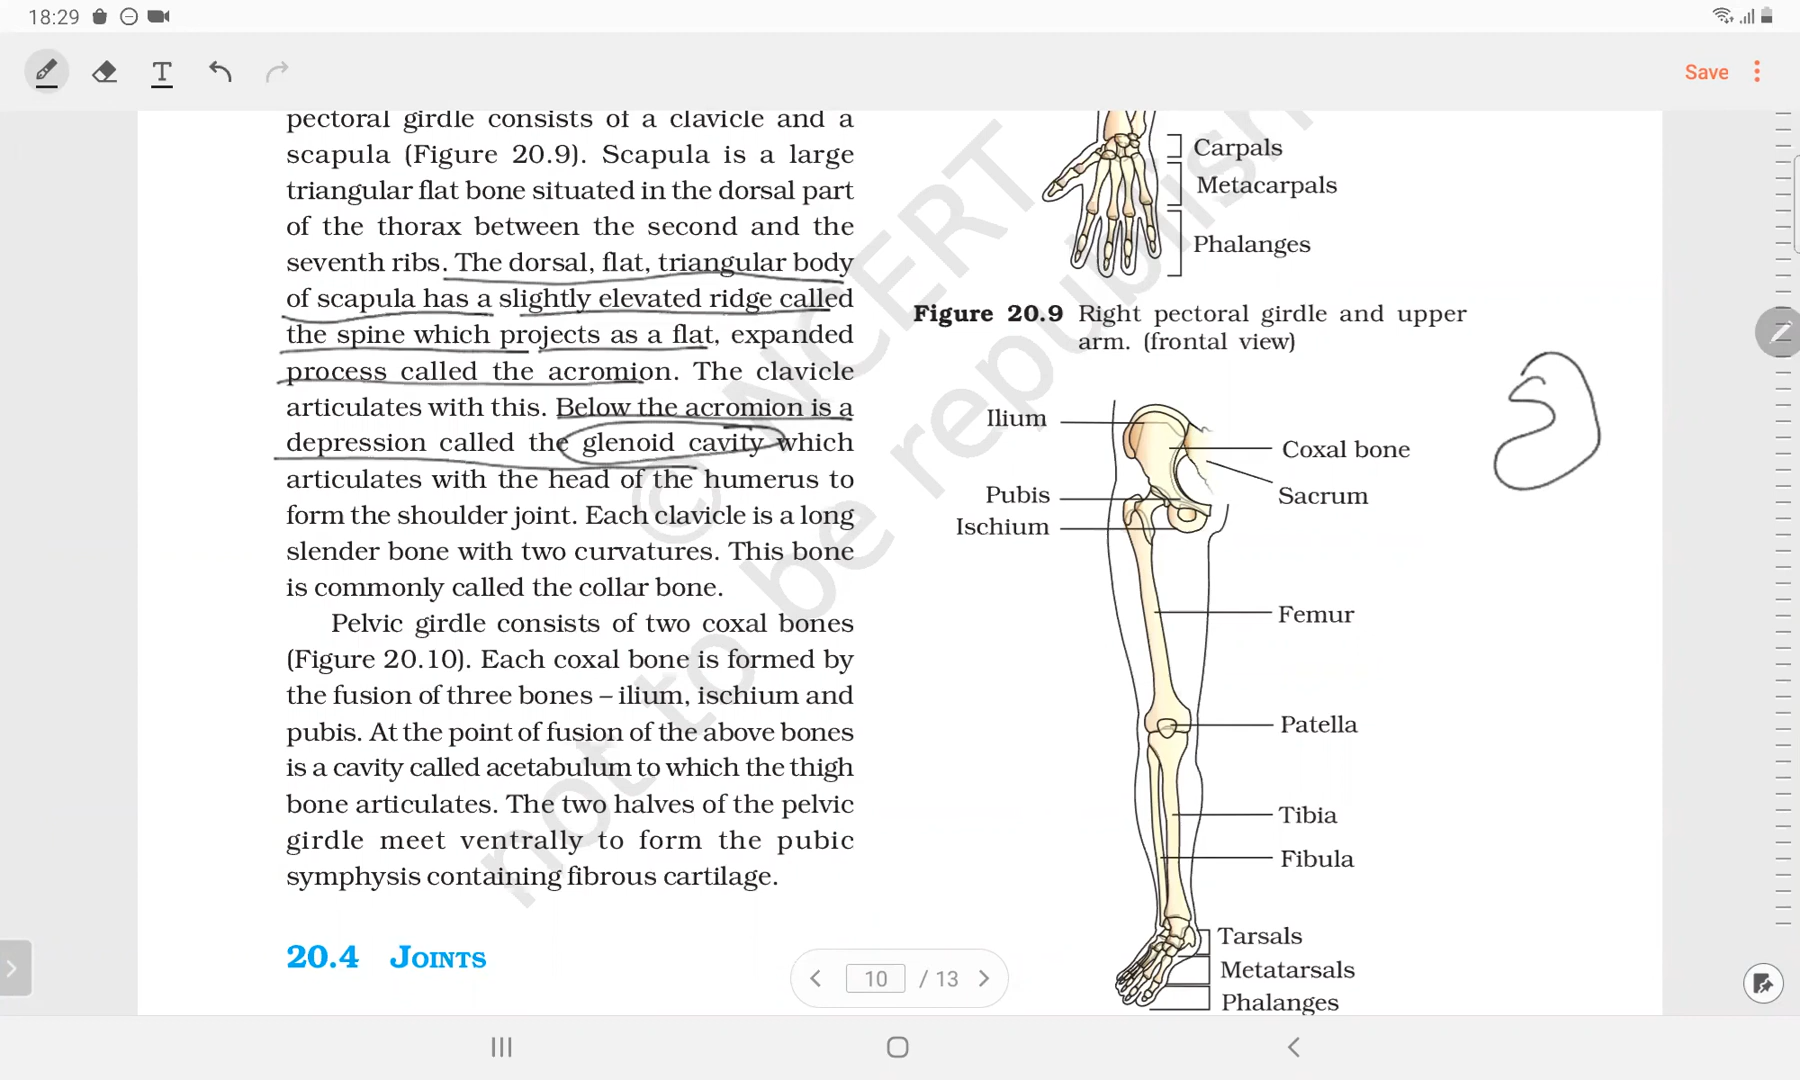 18:29
Save
pectoral girdle consists of a clavicle and a
scapula (Figure 20.9). Scapula is a large
triangular flat bone situated in the dorsal part
of the thorax between the second and the
seventh ribs. The dorsal, flat, triangular body
of scapula has a slightly elevated ridge called
the spine which projects as a flat, expanded
process called the acromion. The clavicle
articulates with this. Below the acromion is a
depression called the glenoid cavity which
articulates with the head of the humerus to
form the shoulder joint. Each clavicle is a long
slender bone with two curvatures. This bone
is commonly called the collar bone.
Pelvic girdle consists of two coxal bones
(Figure 20.10). Each coxal bone is formed by
the fusion of three bones – ilium, ischium and
pubis. At the point of fusion of the above bones
is a cavity called acetabulum to which the thigh
bone articulates. The two halves of the pelvic
girdle meet ventrally to form the pubic
symphysis containing fibrous cartilage.
20.4 JOINTS
Carpals
Metacarpals
Phalanges
Figure 20.9 Right pectoral girdle and upper
arm. (frontal view)
Ilium
Coxal bone
Pubis
Sacrum
Ischium
Femur
Patella
Tibia
Fibula
Tarsals
Metatarsals
Phalanges
10 / 13
© NCERT
not to be republish